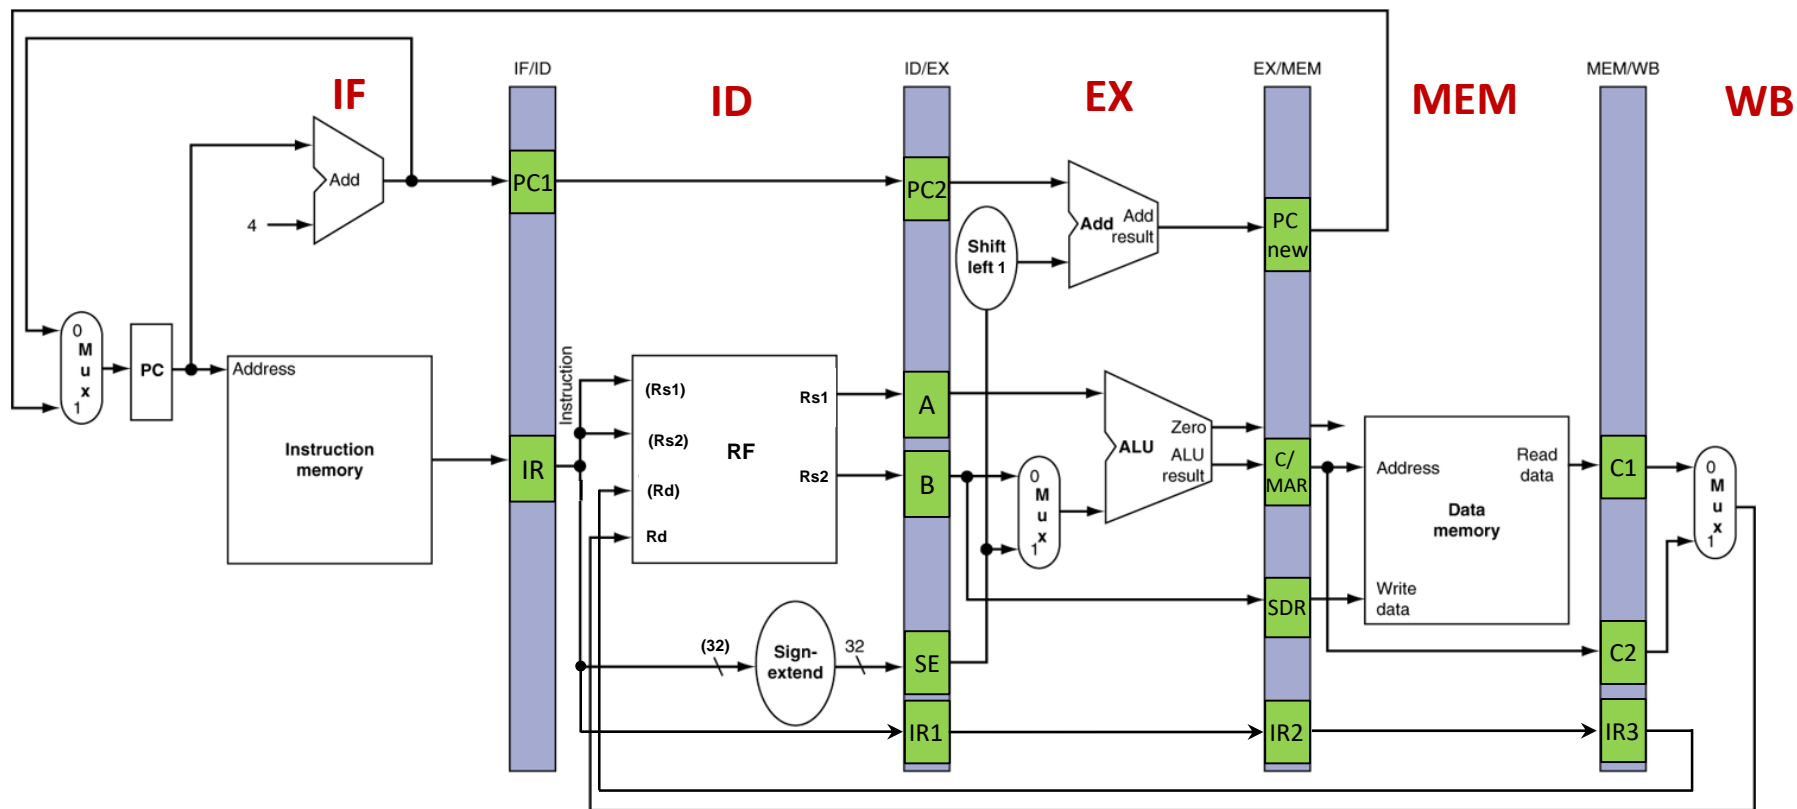 IF/ID
ID/EX
EX/MEM
MEM/WB
IF
ID
EX
MEM
WB
Add
4
PC1
PC2
Add
Add
result
PC
new
Shift
left 1
0
M
u
x
1
PC
Address
Instruction
memory
Instruction
IR
(Rs1)
(Rs2)
(Rd)
Rd
RF
Rs1
Rs2
A
B
0
M
u
x
1
Zero
ALU
ALU
result
C/
MAR
Address
Read
data
Data
memory
Write
data
SDR
C1
C2
0
M
u
x
1
(32)
Sign-
extend
32
SE
IR1
IR2
IR3